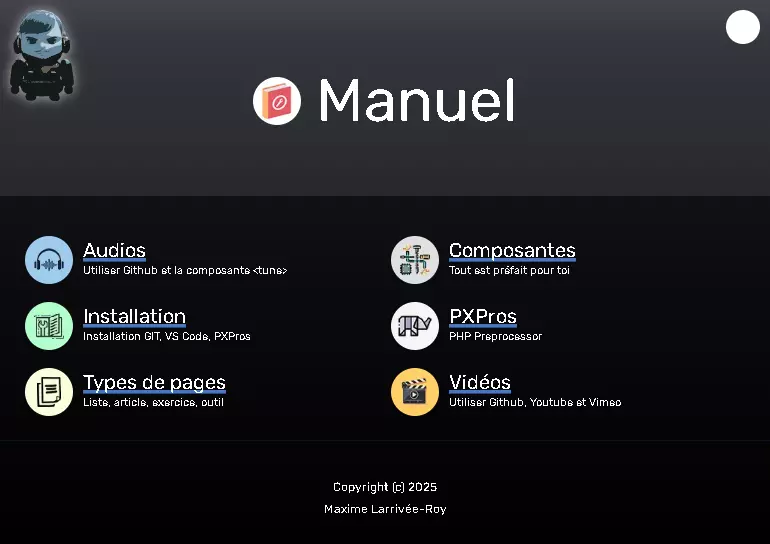 Manuel
Audios
Utiliser Github et la composante <tune>
Composantes
Tout est préfait pour toi
Installation
Installation GIT, VS Code, PXPros
PXPros
PHP Preprocessor
Types de pages
Liste, article, exercice, outil
Vidéos
Utiliser Github, Youtube et Vimeo
Copyright (c) 2025
Maxime Larrivée-Roy